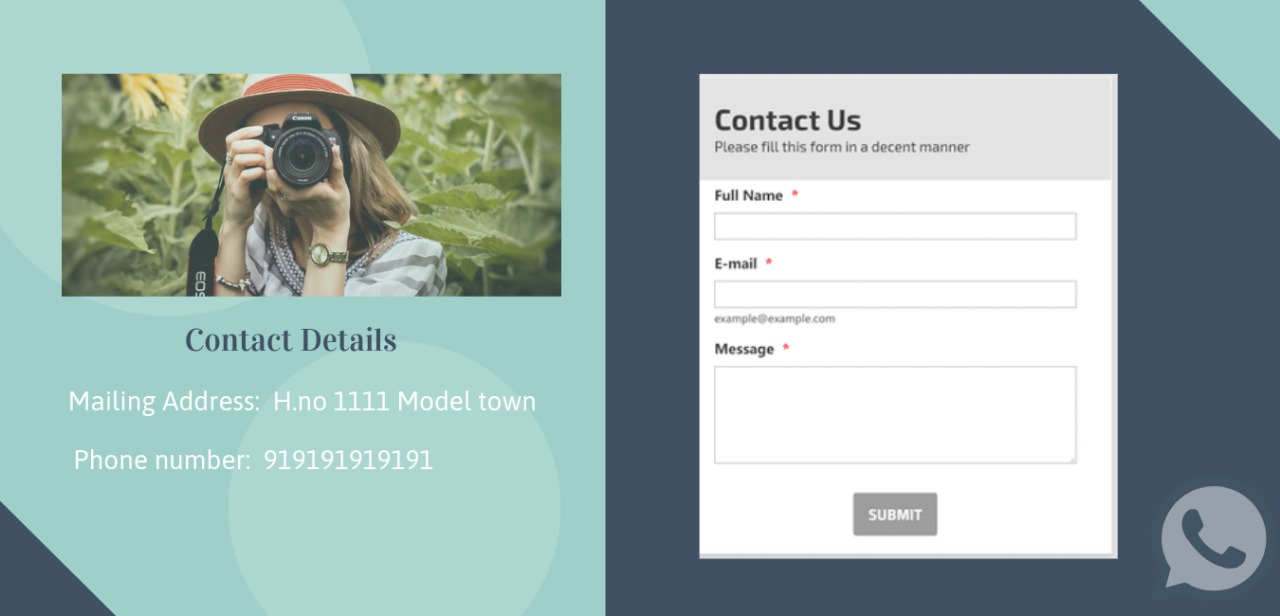 Canon
EOS
Contact Details
Mailing Address: H.no 1111 Model town
Phone number: 919191919191
Contact Us
Please fill this form in a decent manner
Full Name *
E-mail *
example@example.com
Message *
SUBMIT